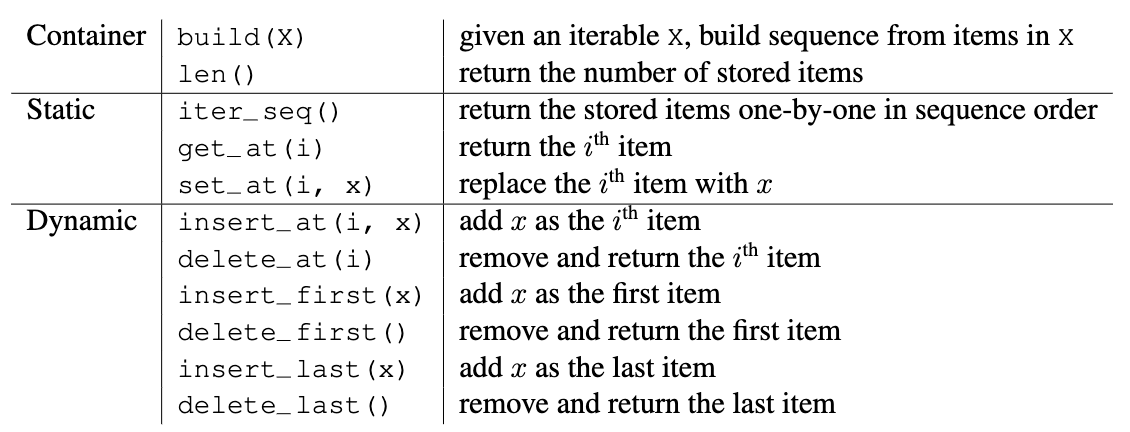 Container build(X) given an iterable X, build sequence from items in X
len() return the number of stored items
Static iter_seq() return the stored items one-by-one in sequence order
get_at(i) return the i^th item
set_at(i, x) replace the i^th item with x
Dynamic insert_at(i, x) add x as the i^th item
delete_at(i) remove and return the i^th item
insert_first(x) add x as the first item
delete_first() remove and return the first item
insert_last(x) add x as the last item
delete_last() remove and return the last item